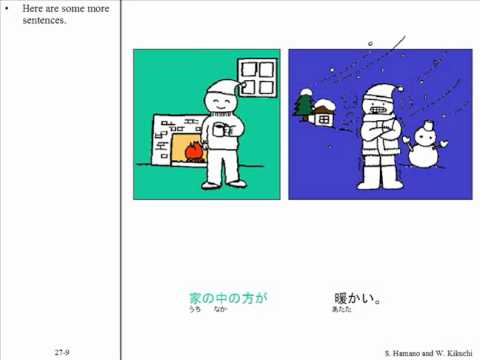 • Here are some more
sentences.
家の中の方が 暖かい。
うち なか あたた
27-9
S. Hamano and W. Kikuchi